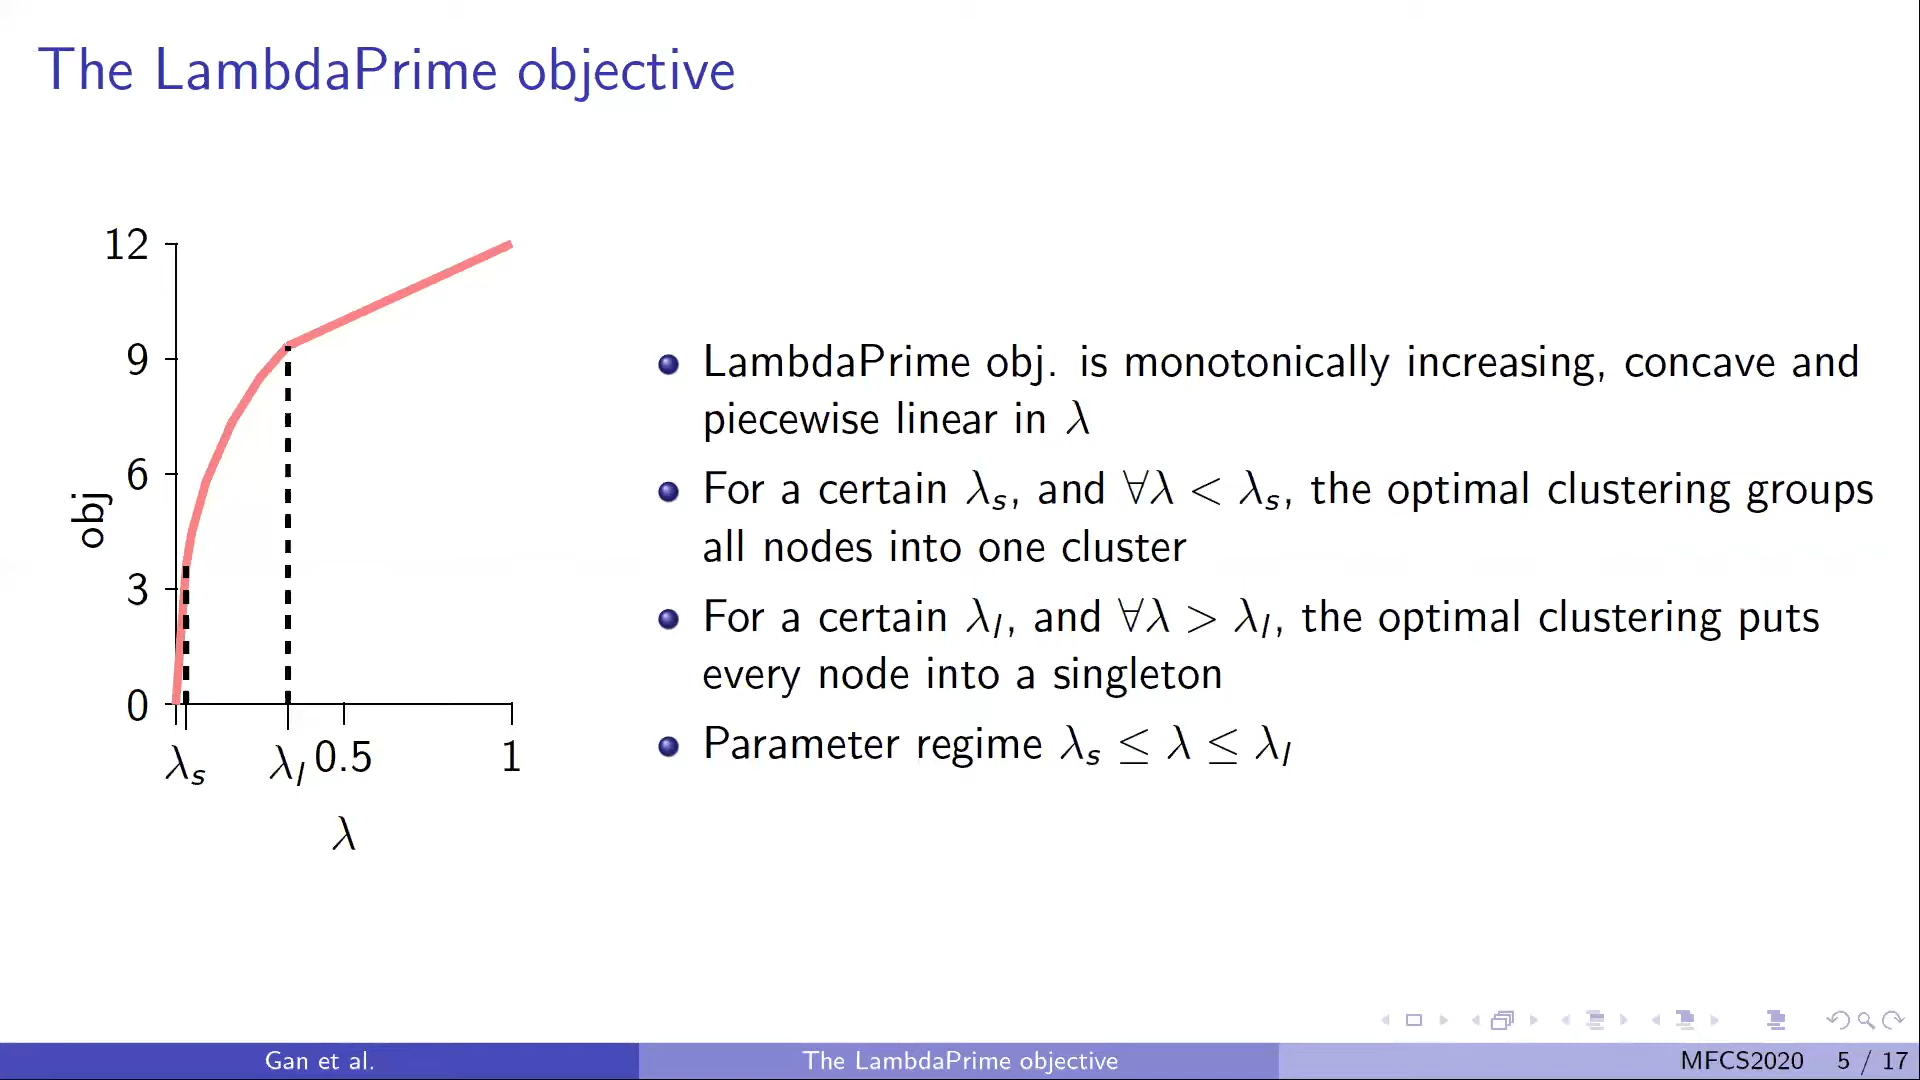 The LambdaPrime objective
12
9
6
3
0
obj
λs
λl
0.5
1
λ
LambdaPrime obj. is monotonically increasing, concave and
piecewise linear in λ
For a certain λs, and ∀λ < λs, the optimal clustering groups
all nodes into one cluster
For a certain λl, and ∀λ > λl, the optimal clustering puts
every node into a singleton
Parameter regime λs ≤ λ ≤ λl
Gan et al.
The LambdaPrime objective
MFCS2020 5 / 17